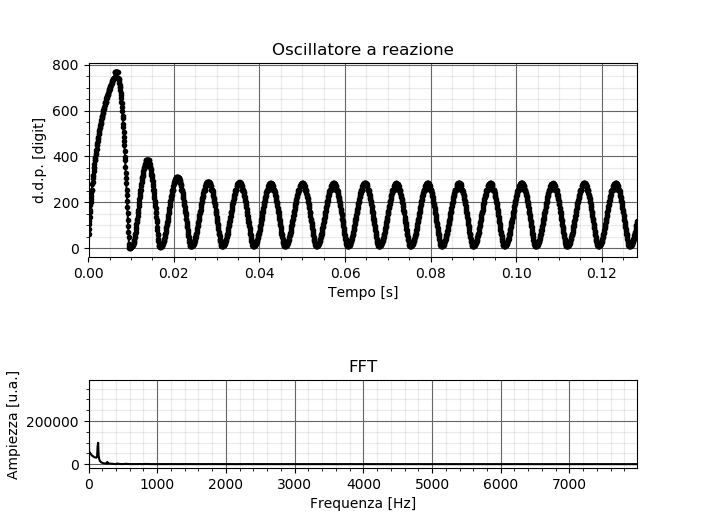 Oscillatore a reazione
800
600
400
200
0
d.d.p. [digit]
0.00 0.02 0.04 0.06 0.08 0.10 0.12
Tempo [s]
FFT
200000
0
Ampiezza [u.a.]
0 1000 2000 3000 4000 5000 6000 7000
Frequenza [Hz]